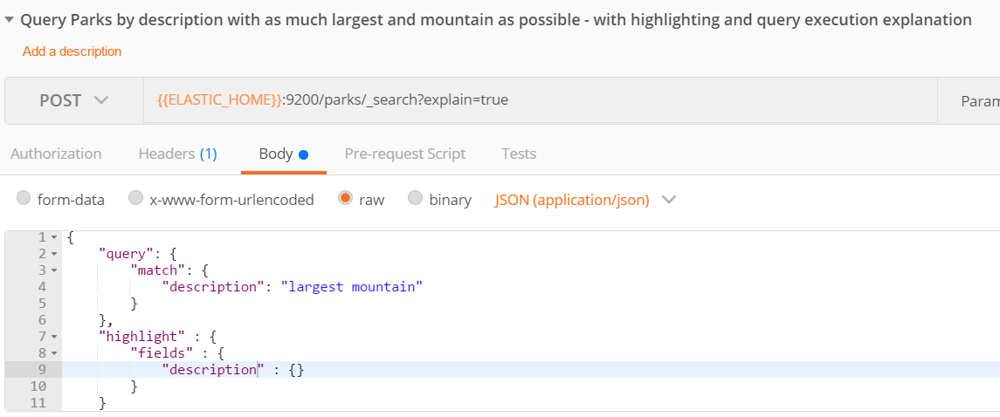 Query Parks by description with as much largest and mountain as possible - with highlighting and query execution explanation
Add a description
POST {{ELASTIC_HOME}}:9200/parks/_search?explain=true Param
Authorization Headers (1) Body Pre-request Script Tests
form-data x-www-form-urlencoded raw binary JSON (application/json)
1 {
2 "query": {
3 "match": {
4 "description": "largest mountain"
5 }
6 },
7 "highlight" : {
8 "fields" : {
9 "description" : {}
10 }
11 }